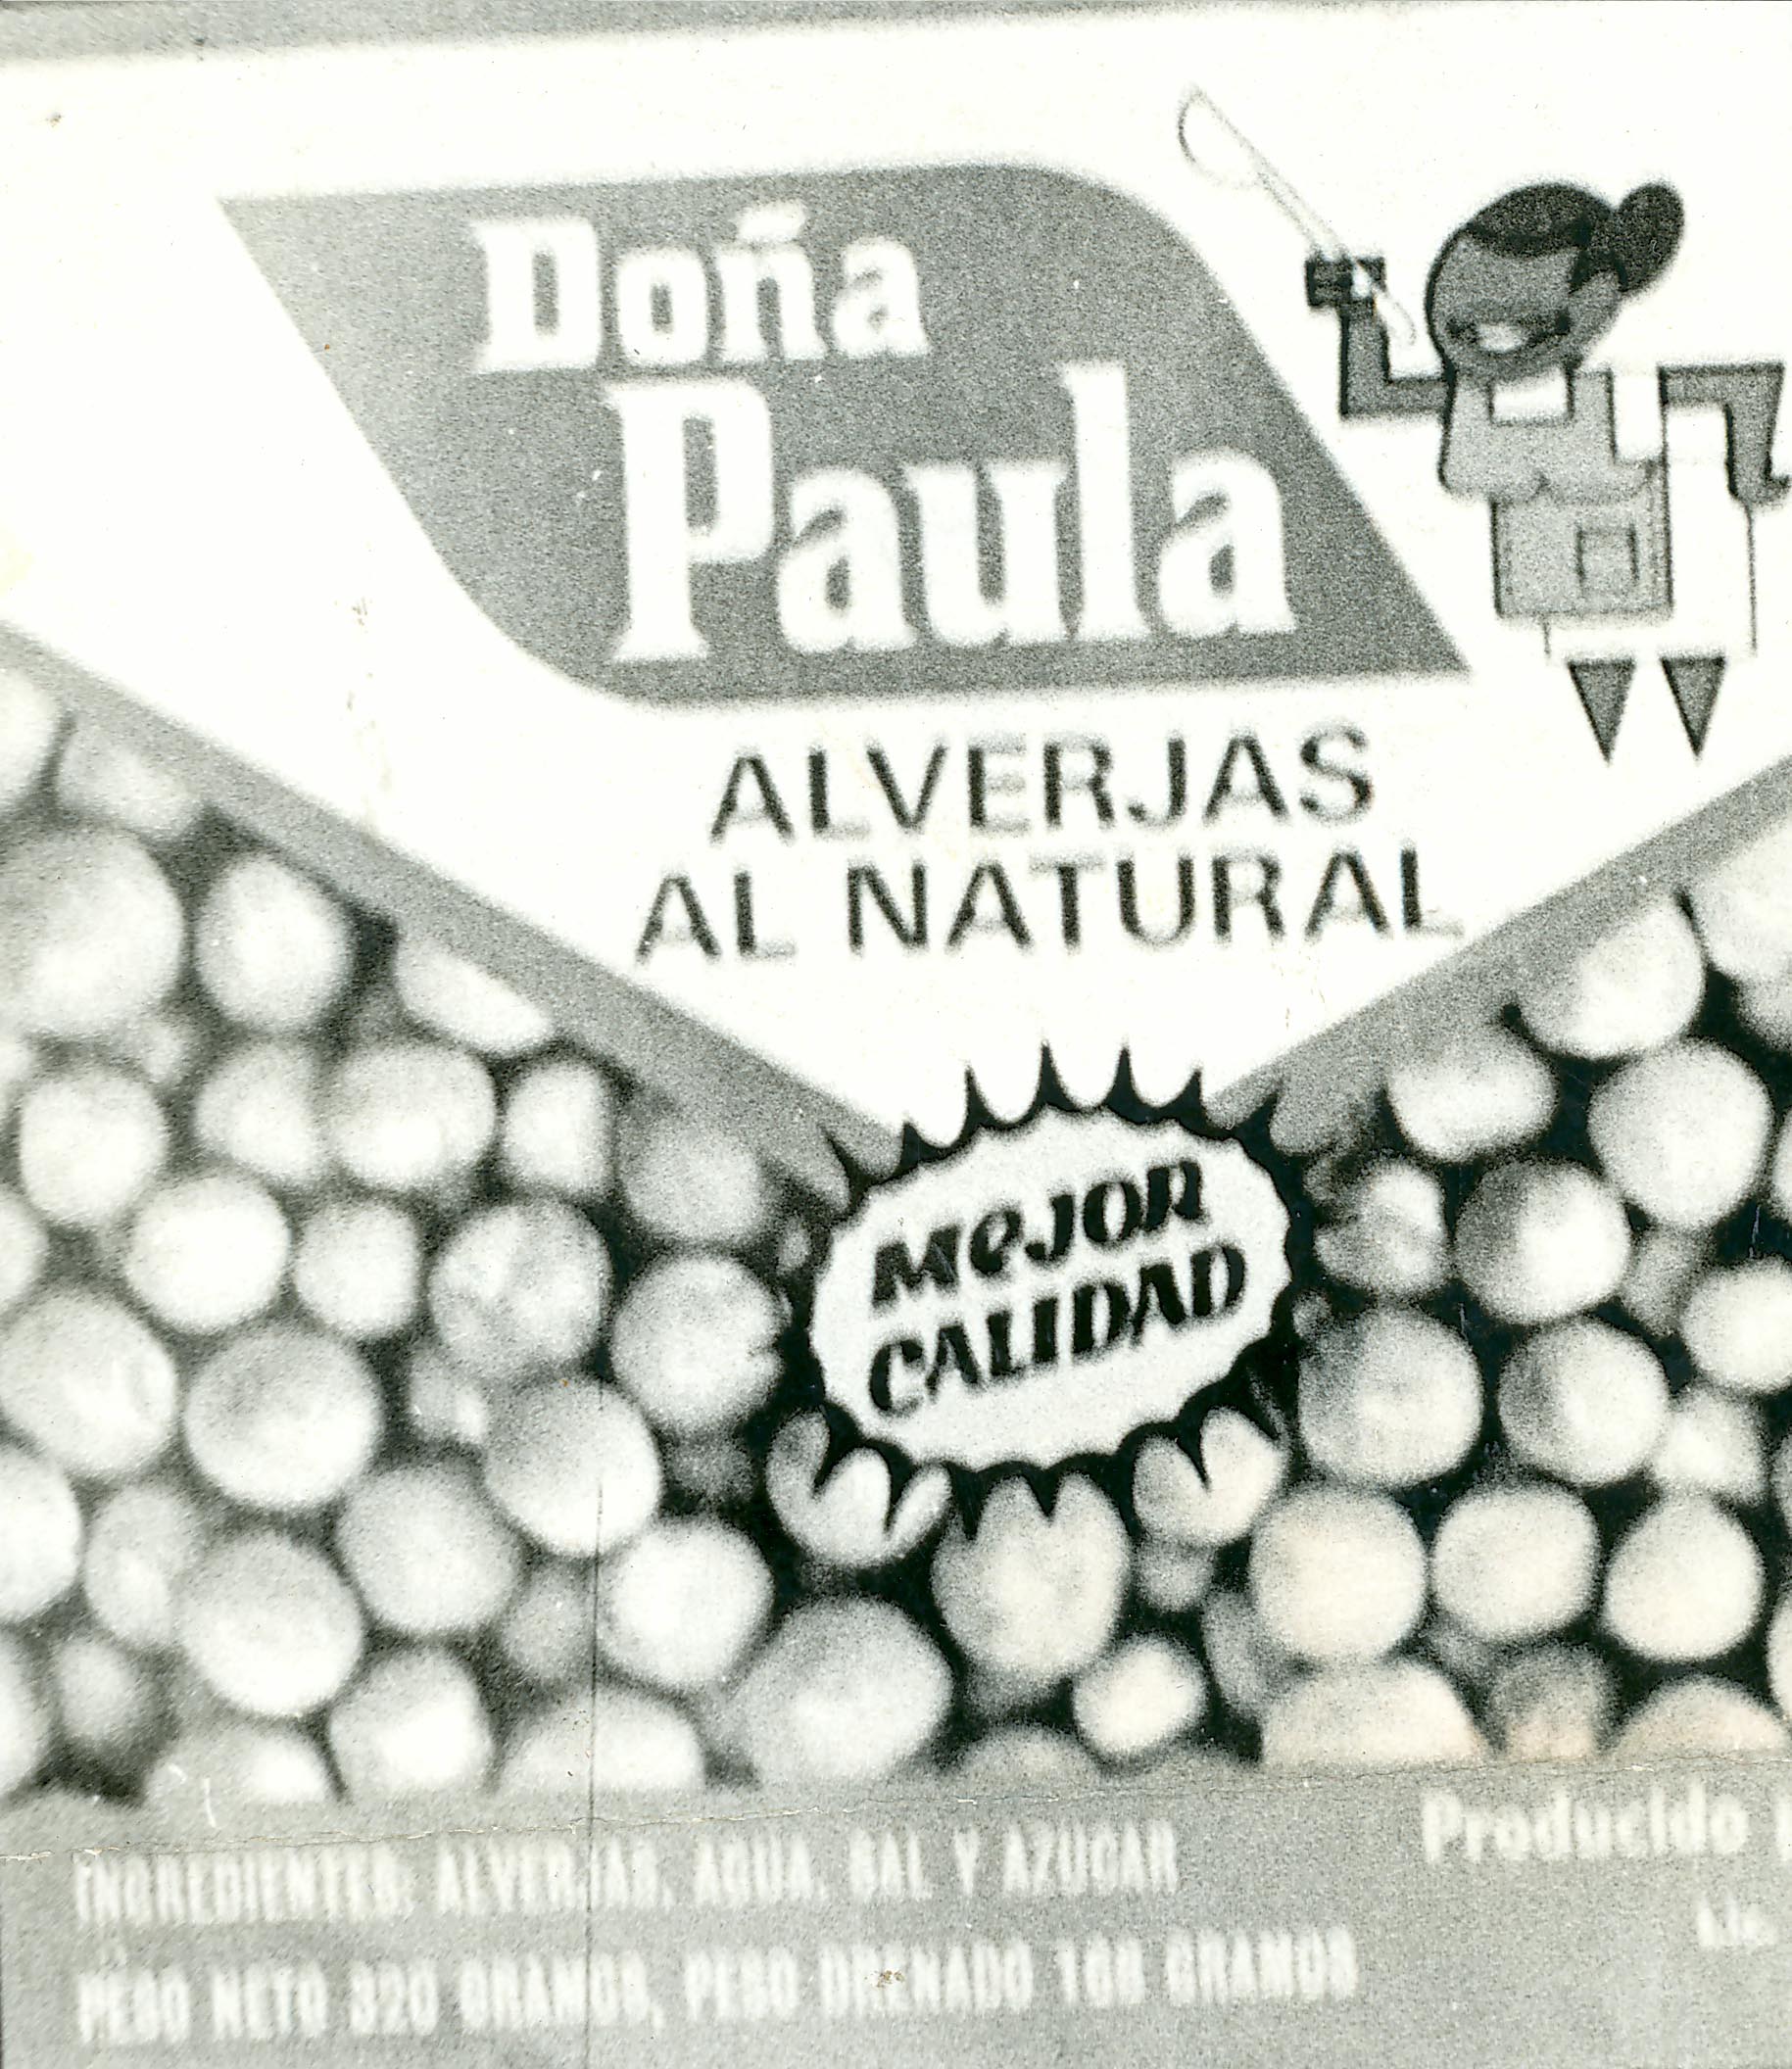 Doña
Paula
ALVERJAS
AL NATURAL
MeJOR
CALIDAD
Producido
INGREDIENTES, ALVERJAS, AGUA, SAL Y AZUCAR
PESO NETO 320 GRAMOS, PESO DRENADO GRAMOS